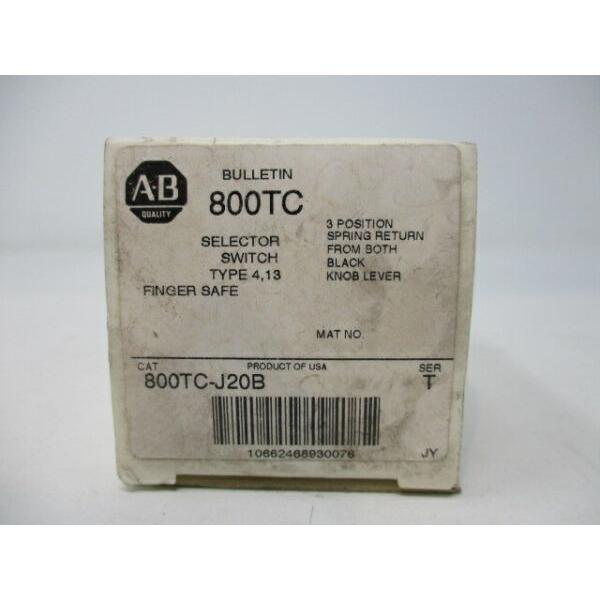 A-B
QUALITY
BULLETIN
800TC
SELECTOR
SWITCH
TYPE 4,13
FINGER SAFE
3 POSITION
SPRING RETURN
FROM BOTH
BLACK
KNOB LEVER
MAT NO.
CAT
PRODUCT OF USA
SER
800TC-J20B
T
10662468930076
JY